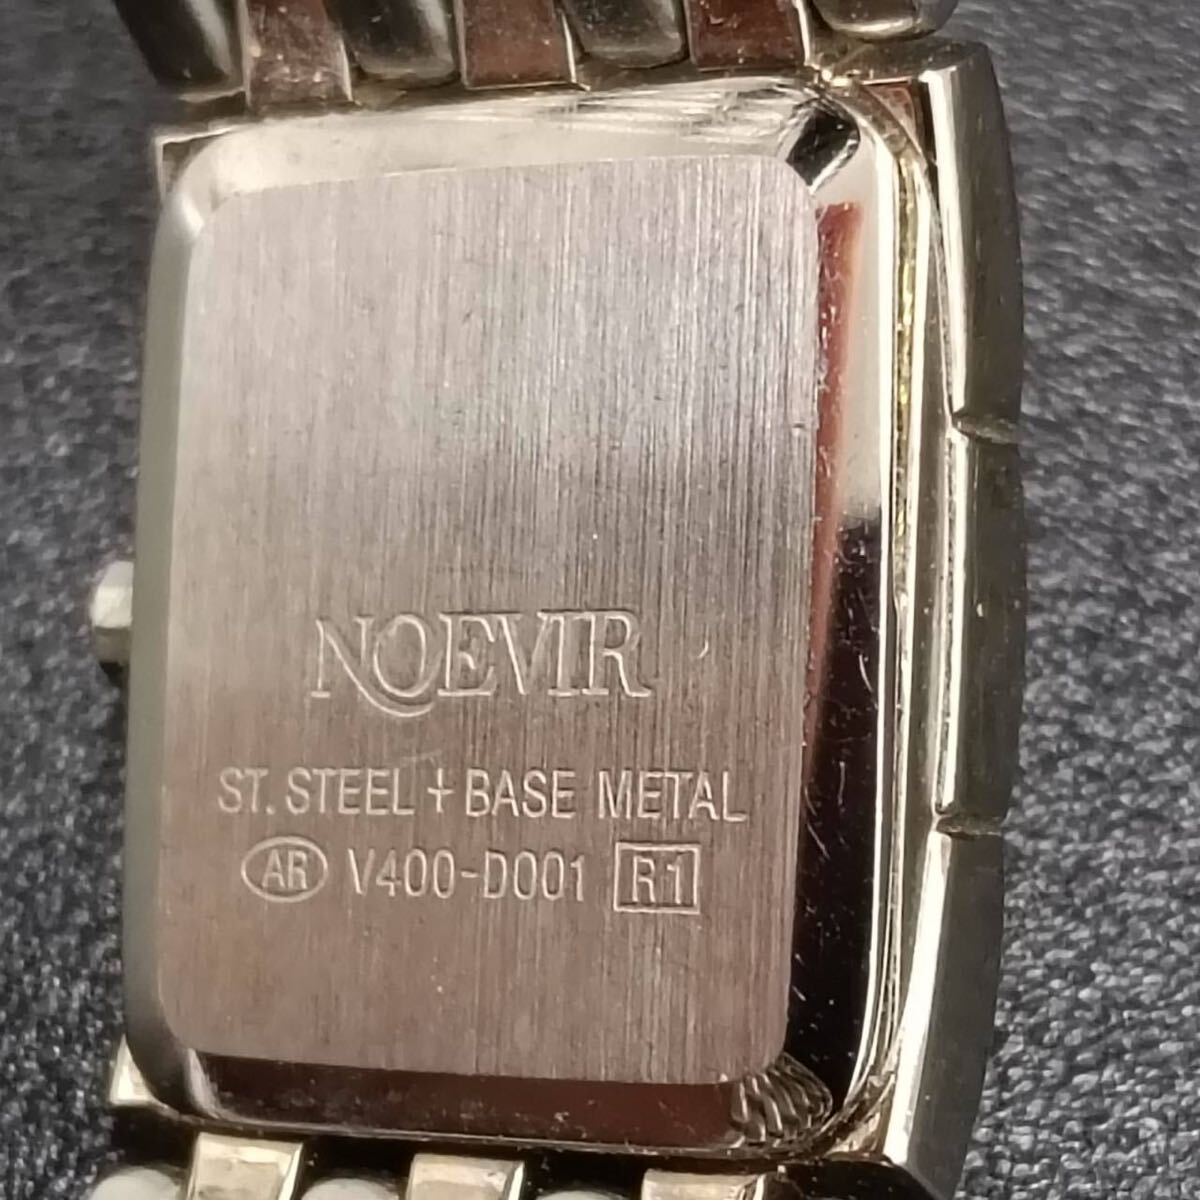 NOEVIR
ST. STEEL + BASE METAL
AR V400-D001 R1